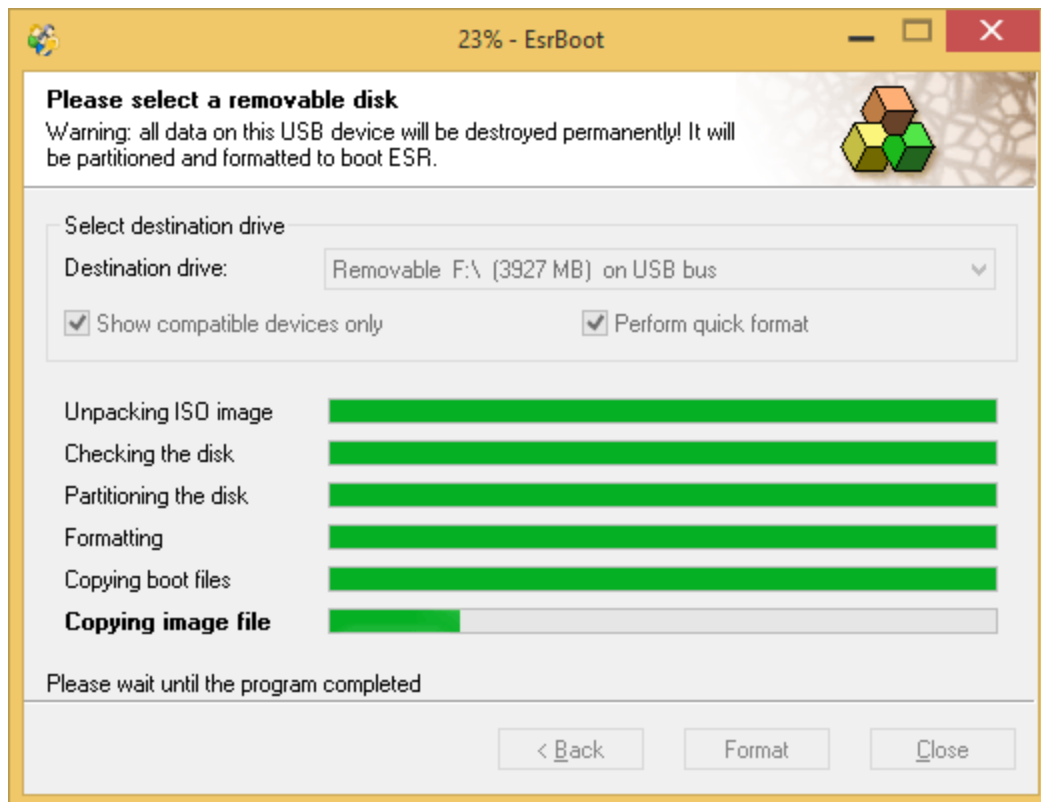 23% - EsrBoot
Please select a removable disk
Warning: all data on this USB device will be destroyed permanently! It will
be partitioned and formatted to boot ESR.
Select destination drive
Destination drive: Removable F:\ (3927 MB) on USB bus
Show compatible devices only Perform quick format
Unpacking ISO image
Checking the disk
Partitioning the disk
Formatting
Copying boot files
Copying image file
Please wait until the program completed
< Back Format Close